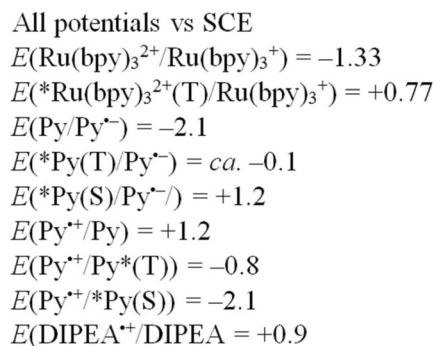 All potentials vs SCE
E(Ru(bpy)₃²⁺/Ru(bpy)₃⁺) = –1.33
E(*Ru(bpy)₃²⁺(T)/Ru(bpy)₃⁺) = +0.77
E(Py/Py•⁻) = –2.1
E(*Py(T)/Py•⁻) = ca. –0.1
E(*Py(S)/Py•⁻/) = +1.2
E(Py•⁺/Py) = +1.2
E(Py•⁺/Py*(T)) = –0.8
E(Py•⁺/*Py(S)) = –2.1
E(DIPEA•⁺/DIPEA = +0.9